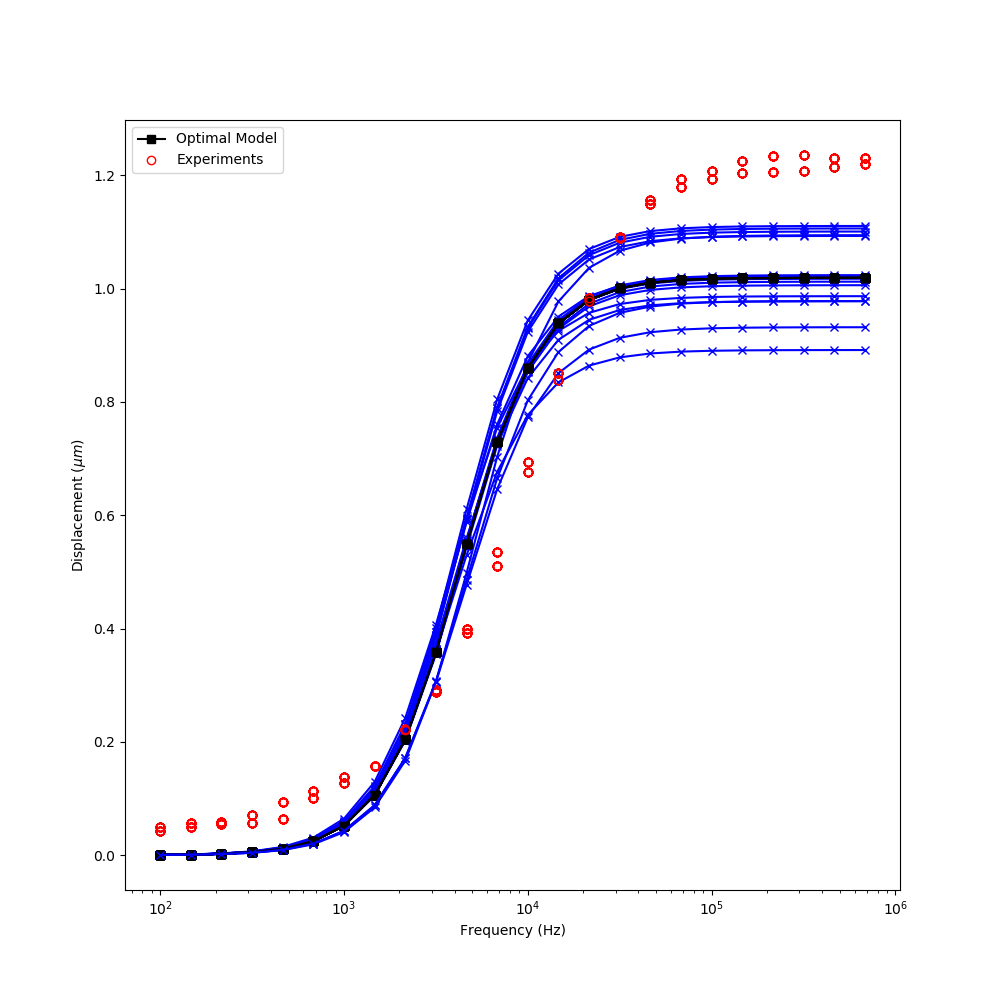 Optimal Model
Experiments
1.2
1.0
0.8
0.6
0.4
0.2
0.0
Displacement (μm)
10² 10³ 10⁴ 10⁵ 10⁶
Frequency (Hz)